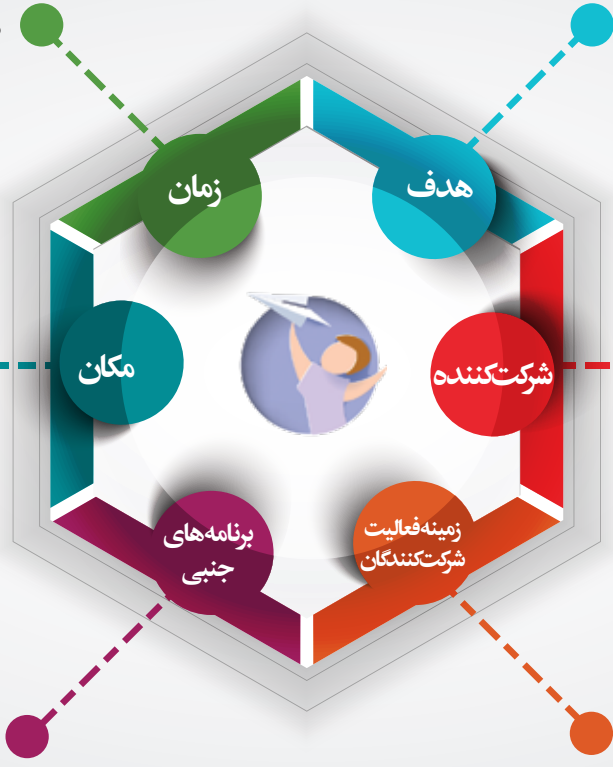 هدف
زمان
شرکت‌کننده
مکان
زمینه‌فعالیت
شرکت‌کنندگان
برنامه‌های
جنبی